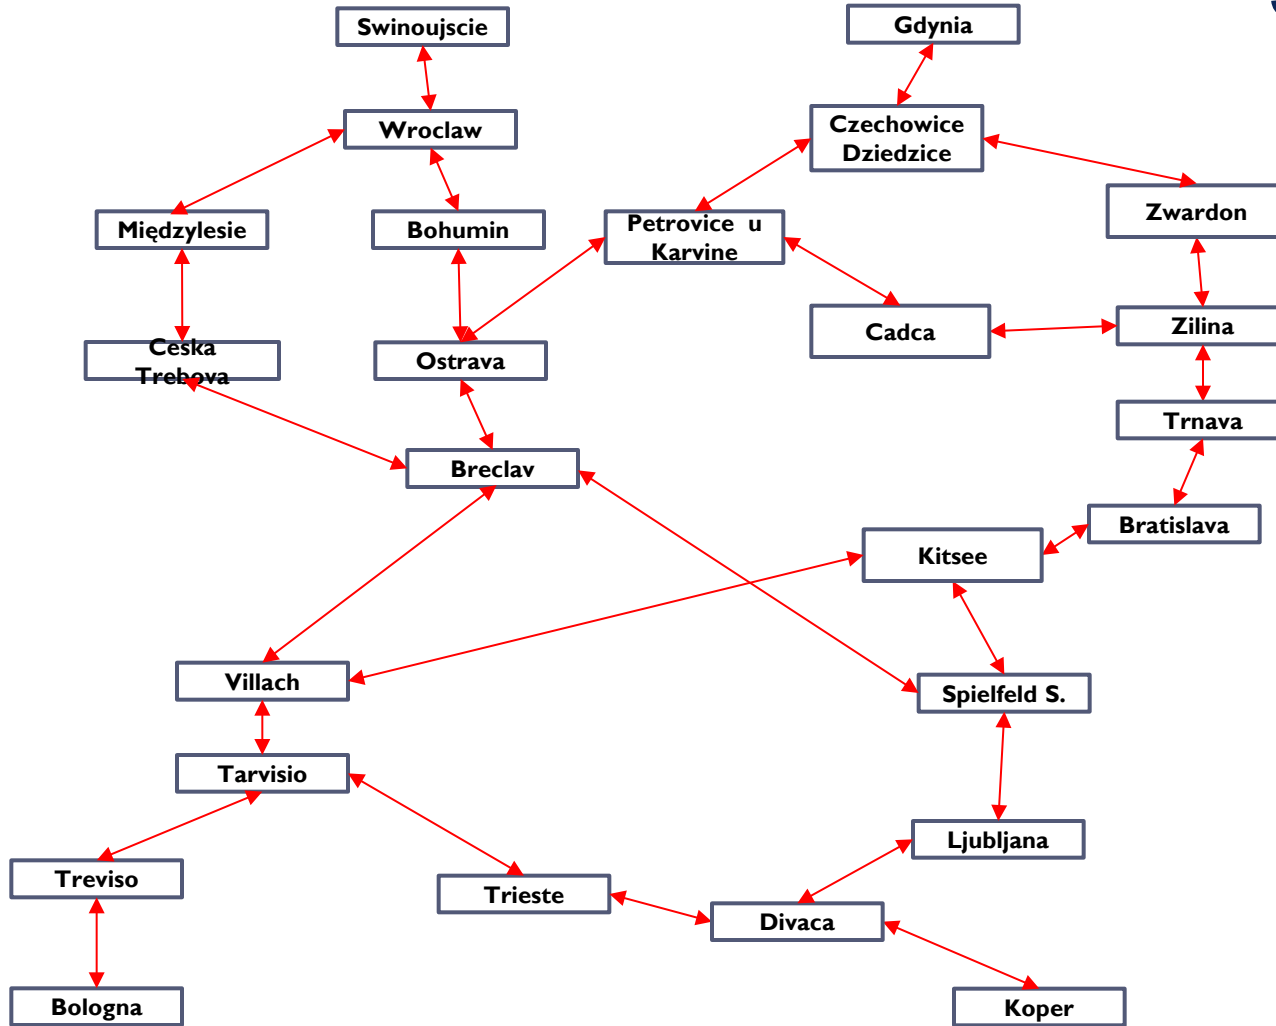 Swinoujscie
Gdynia
Wroclaw
Czechowice
Dziedzice
Międzylesie
Bohumin
Petrovice u
Karvine
Zwardon
Cadca
Zilina
Ceska
Trebova
Ostrava
Trnava
Breclav
Bratislava
Kitsee
Villach
Spielfeld S.
Tarvisio
Ljubljana
Treviso
Trieste
Divaca
Bologna
Koper